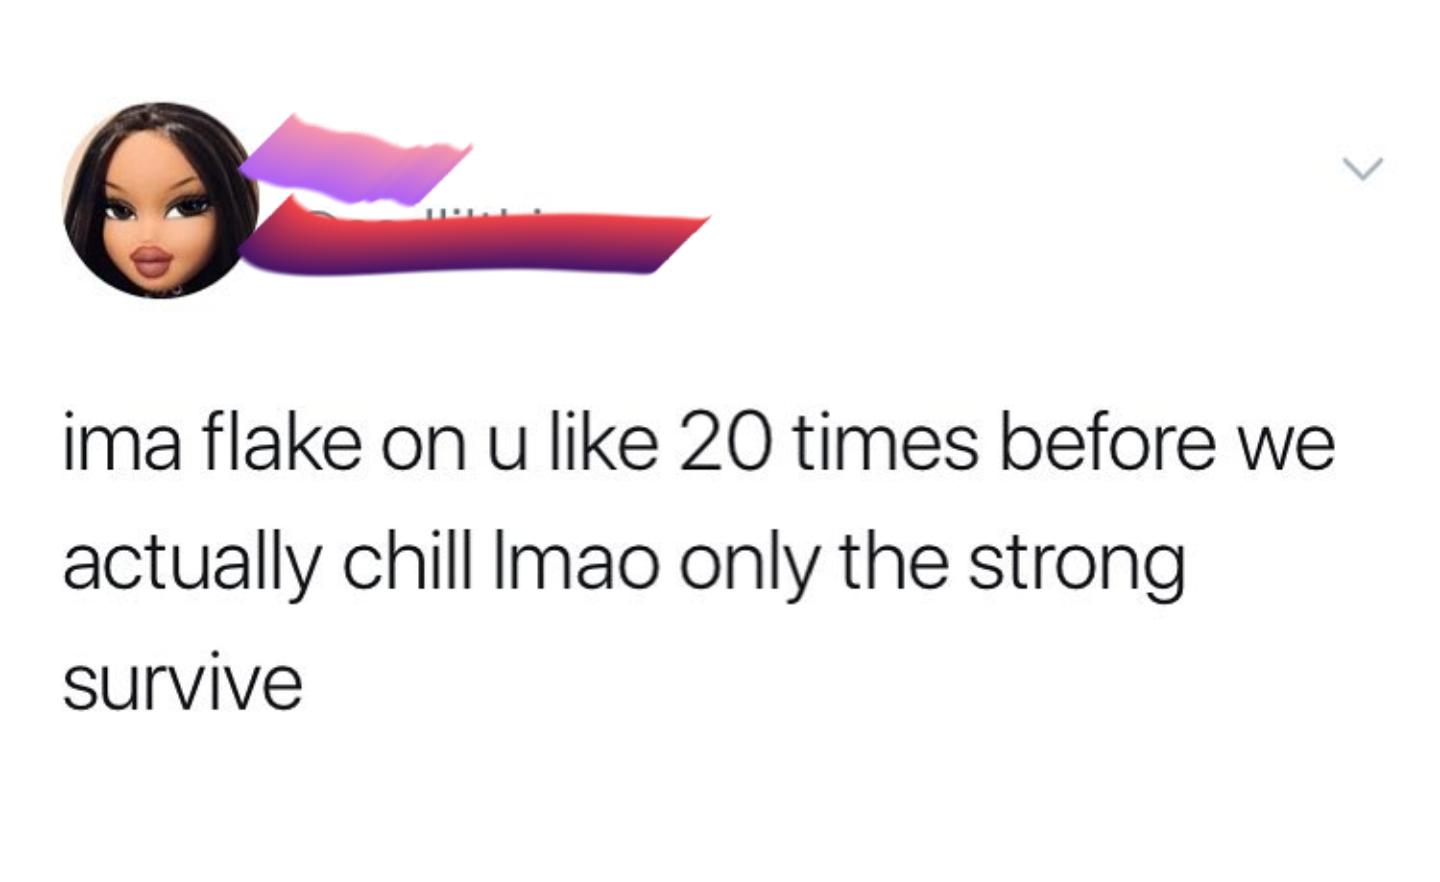 ima flake on u like 20 times before we
actually chill lmao only the strong
survive